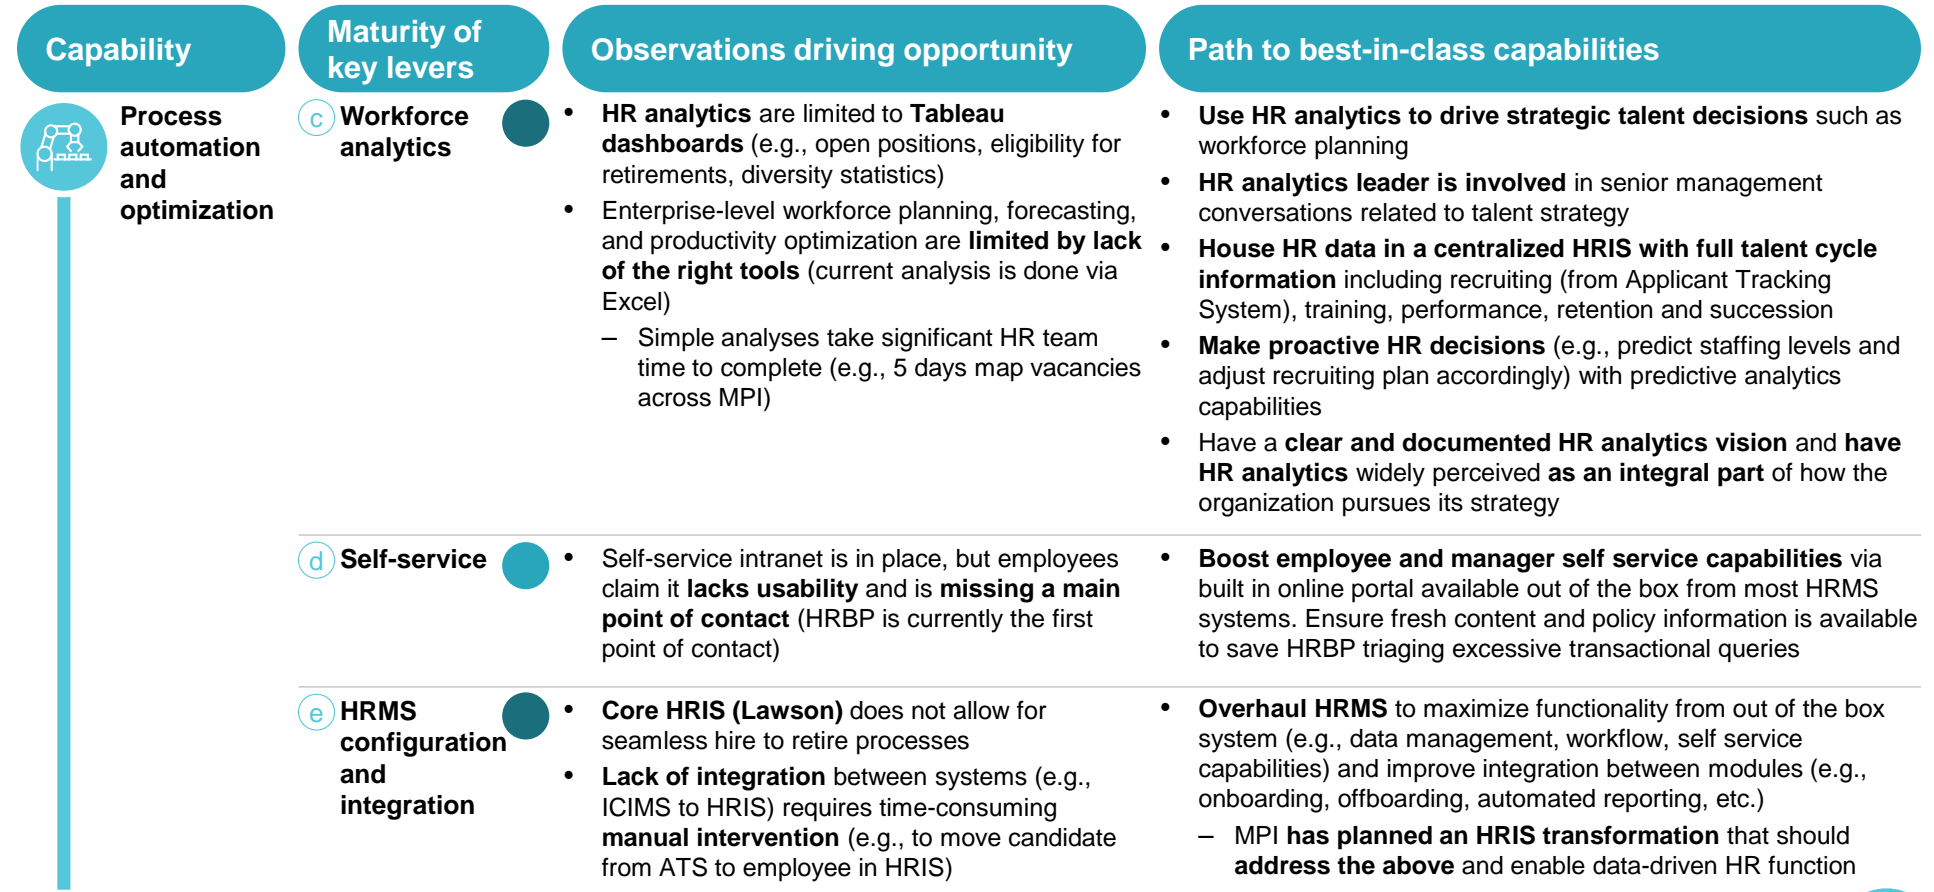 Capability
Maturity of
key levers
Observations driving opportunity
Path to best-in-class capabilities
Process
automation
and
optimization
c Workforce
analytics
• HR analytics are limited to Tableau
dashboards (e.g., open positions, eligibility for
retirements, diversity statistics)
• Enterprise-level workforce planning, forecasting,
and productivity optimization are limited by lack
of the right tools (current analysis is done via
Excel)
– Simple analyses take significant HR team
time to complete (e.g., 5 days map vacancies
across MPI)
• Use HR analytics to drive strategic talent decisions such as
workforce planning
• HR analytics leader is involved in senior management
conversations related to talent strategy
• House HR data in a centralized HRIS with full talent cycle
information including recruiting (from Applicant Tracking
System), training, performance, retention and succession
• Make proactive HR decisions (e.g., predict staffing levels and
adjust recruiting plan accordingly) with predictive analytics
capabilities
• Have a clear and documented HR analytics vision and have
HR analytics widely perceived as an integral part of how the
organization pursues its strategy
d Self-service
• Self-service intranet is in place, but employees
claim it lacks usability and is missing a main
point of contact (HRBP is currently the first
point of contact)
• Boost employee and manager self service capabilities via
built in online portal available out of the box from most HRMS
systems. Ensure fresh content and policy information is available
to save HRBP triaging excessive transactional queries
e HRMS
configuration
and
integration
• Core HRIS (Lawson) does not allow for
seamless hire to retire processes
• Lack of integration between systems (e.g.,
ICIMS to HRIS) requires time-consuming
manual intervention (e.g., to move candidate
from ATS to employee in HRIS)
• Overhaul HRMS to maximize functionality from out of the box
system (e.g., data management, workflow, self service
capabilities) and improve integration between modules (e.g.,
onboarding, offboarding, automated reporting, etc.)
– MPI has planned an HRIS transformation that should
address the above and enable data-driven HR function